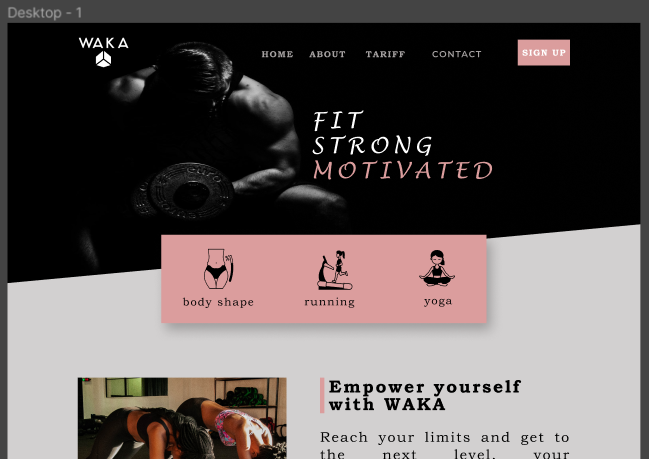 Desktop - 1
WAKA
HOME ABOUT TARIFF CONTACT SIGN UP
FIT
STRONG
MOTIVATED
body shape running yoga
Empower yourself
with WAKA
Reach your limits and get to
the next level, your